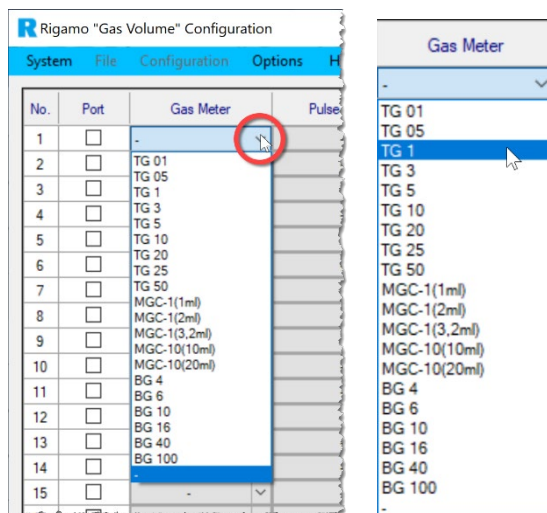 R Rigamo "Gas Volume" Configuration
System File Configuration Options H
No. Port Gas Meter Pulse
1 -
2 TG 01
TG 05
3 TG 1
4 TG 3
TG 5
5 TG 10
6 TG 20
TG 25
7 TG 50
MGC-1(1ml)
8 MGC-1(2ml)
9 MGC-1(3,2ml)
MGC-10(10ml)
10 MGC-10(20ml)
11 BG 4
BG 6
12 BG 10
13 BG 16
BG 40
14 BG 100
-
15 -
Gas Meter
-
TG 01
TG 05
TG 1
TG 3
TG 5
TG 10
TG 20
TG 25
TG 50
MGC-1(1ml)
MGC-1(2ml)
MGC-1(3,2ml)
MGC-10(10ml)
MGC-10(20ml)
BG 4
BG 6
BG 10
BG 16
BG 40
BG 100
-